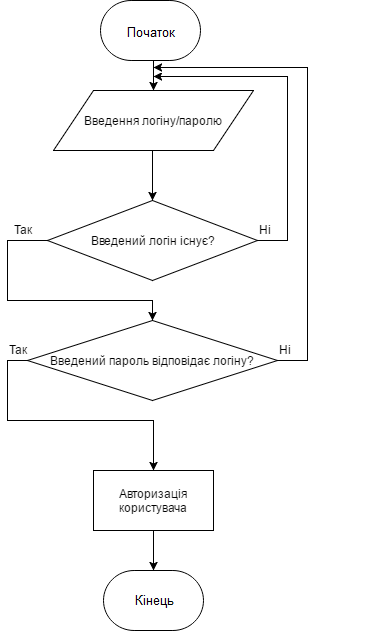 Початок
Введення логіну/паролю
Так
Ні
Введений логін існує?
Так
Ні
Введений пароль відповідає логіну?
Авторизація
користувача
Кінець